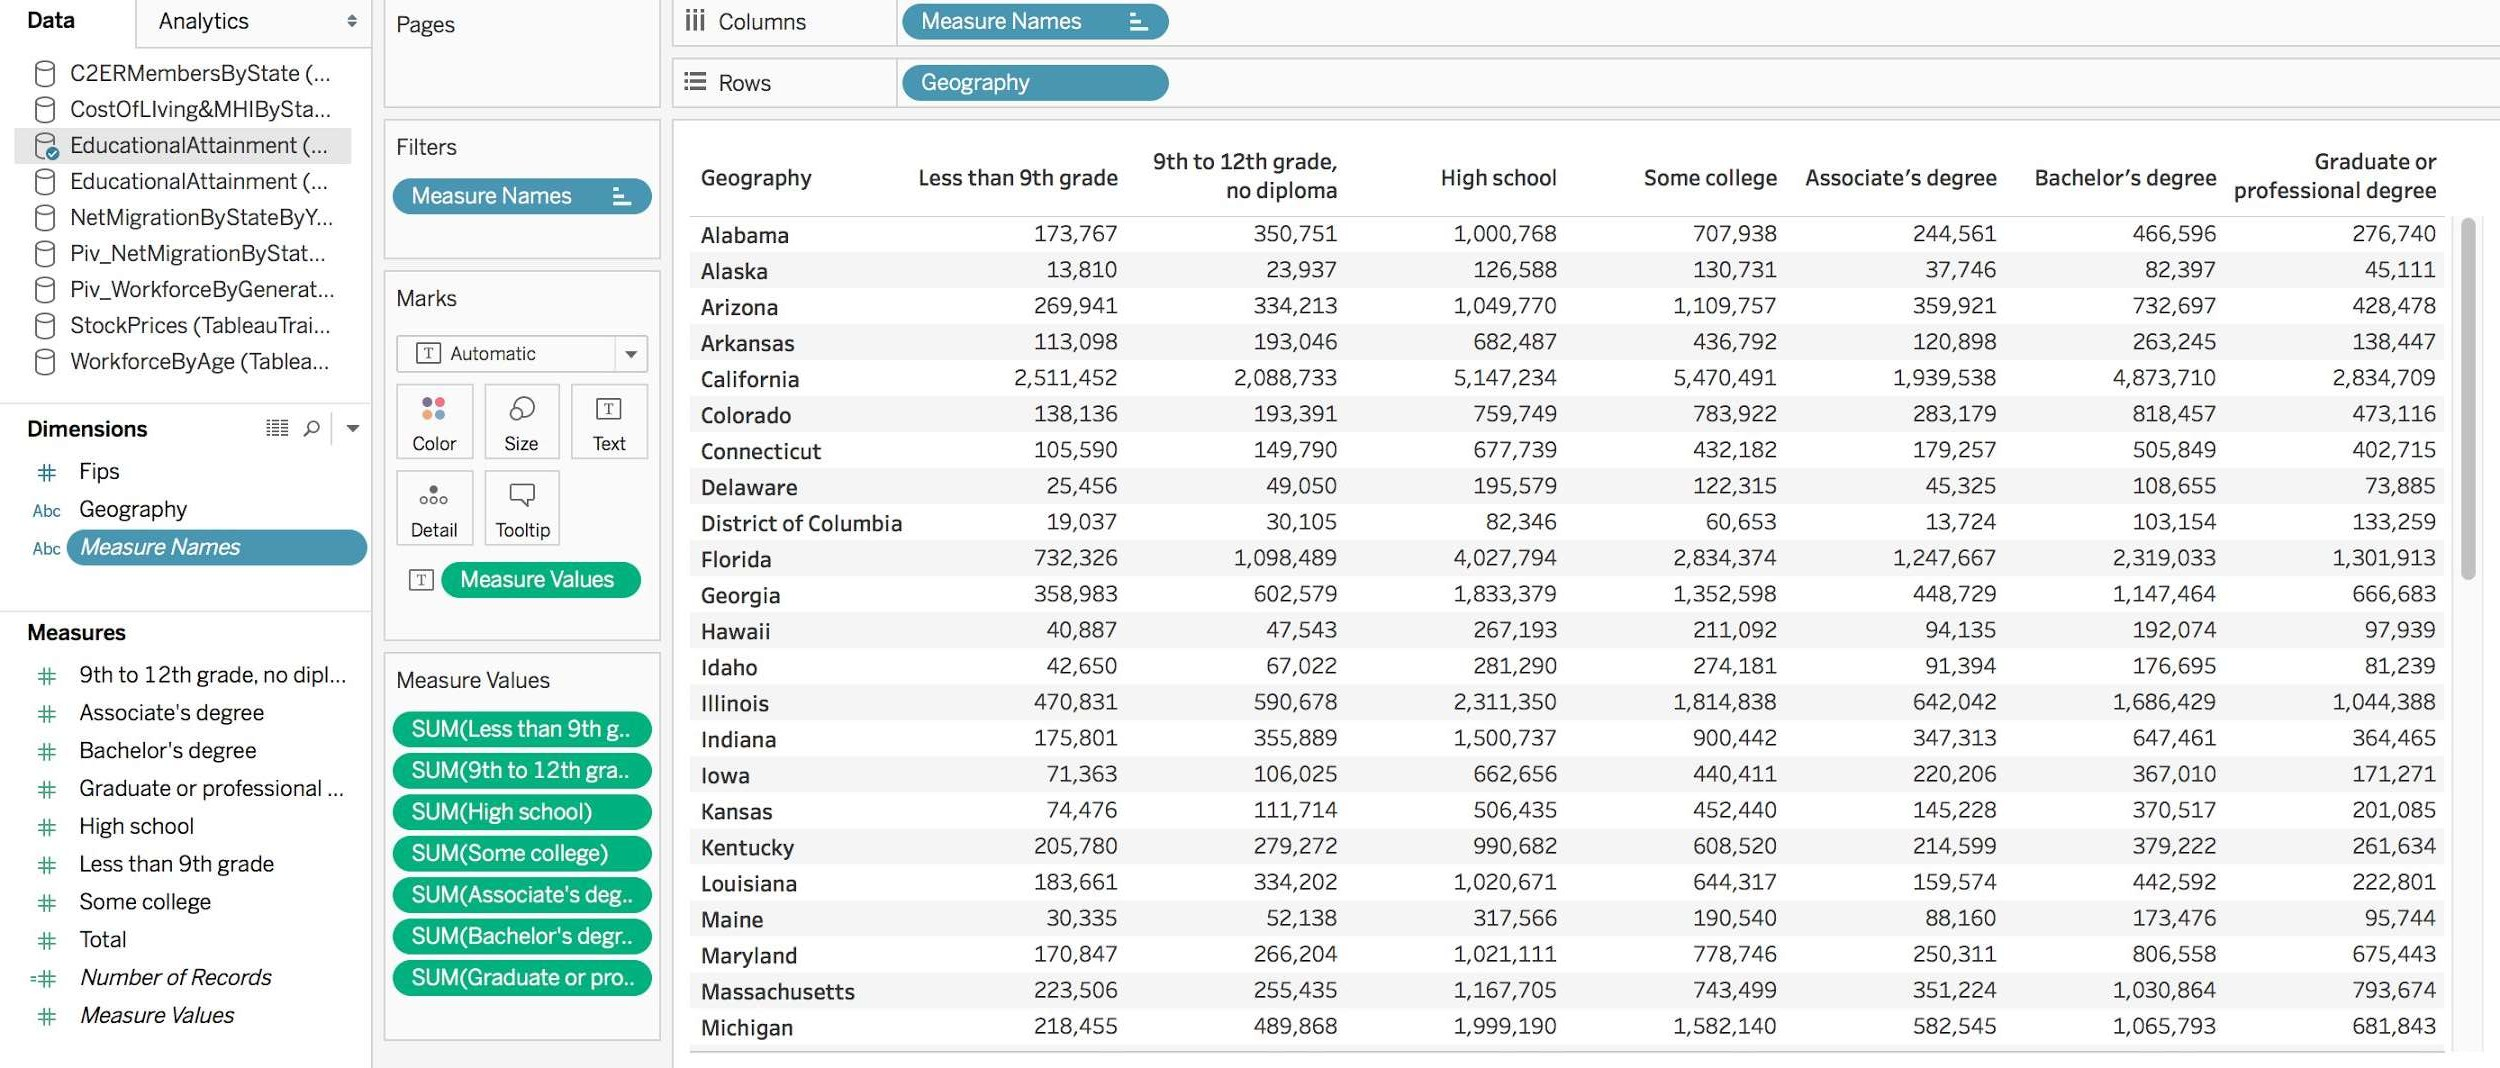 Data
Analytics
C2ERMembersByState (...
CostOfLIving&MHIBySta...
EducationalAttainment (...
EducationalAttainment (...
NetMigrationByStateByY...
Piv_NetMigrationByStat...
Piv_WorkforceByGenerat...
StockPrices (TableauTrai...
WorkforceByAge (Tablea...
Dimensions
# Fips
Abc Geography
Abc Measure Names
Measures
# 9th to 12th grade, no dipl...
# Associate's degree
# Bachelor's degree
# Graduate or professional ...
# High school
# Less than 9th grade
# Some college
# Total
=# Number of Records
# Measure Values
Pages
Filters
Measure Names
Marks
T Automatic
Color Size T Text
Detail Tooltip
T Measure Values
Measure Values
SUM(Less than 9th g..
SUM(9th to 12th gra..
SUM(High school)
SUM(Some college)
SUM(Associate's deg..
SUM(Bachelor's degr..
SUM(Graduate or pro..
Columns Measure Names
Rows Geography
Geography Less than 9th grade 9th to 12th grade, no diploma High school Some college Associate's degree Bachelor's degree Graduate or professional degree
Alabama 173,767 350,751 1,000,768 707,938 244,561 466,596 276,740
Alaska 13,810 23,937 126,588 130,731 37,746 82,397 45,111
Arizona 269,941 334,213 1,049,770 1,109,757 359,921 732,697 428,478
Arkansas 113,098 193,046 682,487 436,792 120,898 263,245 138,447
California 2,511,452 2,088,733 5,147,234 5,470,491 1,939,538 4,873,710 2,834,709
Colorado 138,136 193,391 759,749 783,922 283,179 818,457 473,116
Connecticut 105,590 149,790 677,739 432,182 179,257 505,849 402,715
Delaware 25,456 49,050 195,579 122,315 45,325 108,655 73,885
District of Columbia 19,037 30,105 82,346 60,653 13,724 103,154 133,259
Florida 732,326 1,098,489 4,027,794 2,834,374 1,247,667 2,319,033 1,301,913
Georgia 358,983 602,579 1,833,379 1,352,598 448,729 1,147,464 666,683
Hawaii 40,887 47,543 267,193 211,092 94,135 192,074 97,939
Idaho 42,650 67,022 281,290 274,181 91,394 176,695 81,239
Illinois 470,831 590,678 2,311,350 1,814,838 642,042 1,686,429 1,044,388
Indiana 175,801 355,889 1,500,737 900,442 347,313 647,461 364,465
Iowa 71,363 106,025 662,656 440,411 220,206 367,010 171,271
Kansas 74,476 111,714 506,435 452,440 145,228 370,517 201,085
Kentucky 205,780 279,272 990,682 608,520 214,599 379,222 261,634
Louisiana 183,661 334,202 1,020,671 644,317 159,574 442,592 222,801
Maine 30,335 52,138 317,566 190,540 88,160 173,476 95,744
Maryland 170,847 266,204 1,021,111 778,746 250,311 806,558 675,443
Massachusetts 223,506 255,435 1,167,705 743,499 351,224 1,030,864 793,674
Michigan 218,455 489,868 1,999,190 1,582,140 582,545 1,065,793 681,843